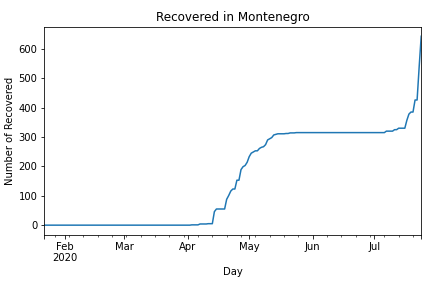 Recovered in Montenegro
Number of Recovered
600
500
400
300
200
100
0
Feb
2020
Mar
Apr
May
Jun
Jul
Day